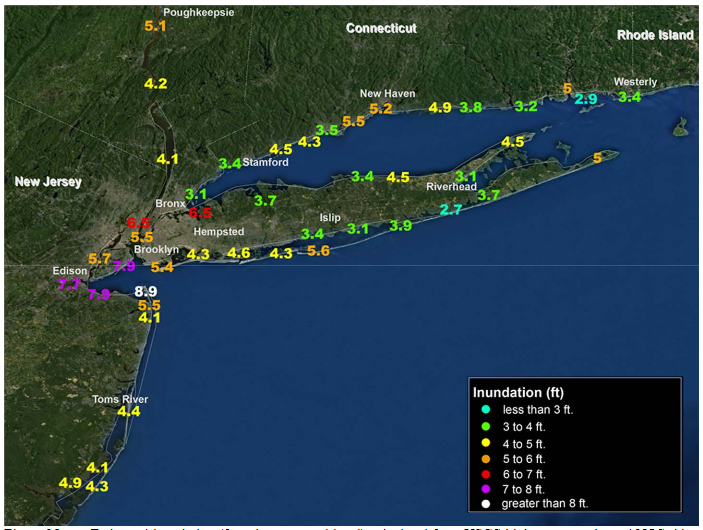 Poughkeepsie
5.1
Connecticut
Rhode Island
4.2
Westerly
5
New Haven
2.9
3.4
5.2
4.9
3.8
3.2
5.5
3.5
4.3
4.5
4.5
4.1
3.4 Stamford
5
New Jersey
3.4
4.5
3.1
Riverhead
3.1
3.7
3.7
Bronx
6.5
2.7
6.5
Islip
3.9
5.5
Hempsted
3.4
3.1
Brooklyn
4.3
4.6
4.3
5.6
5.7
7.9
5.4
Edison
7.7
7.9
8.9
5.5
4.1
Toms River
4.4
4.1
4.9
4.3
Inundation (ft)
less than 3 ft.
3 to 4 ft.
4 to 5 ft.
5 to 6 ft.
6 to 7 ft.
7 to 8 ft.
greater than 8 ft.